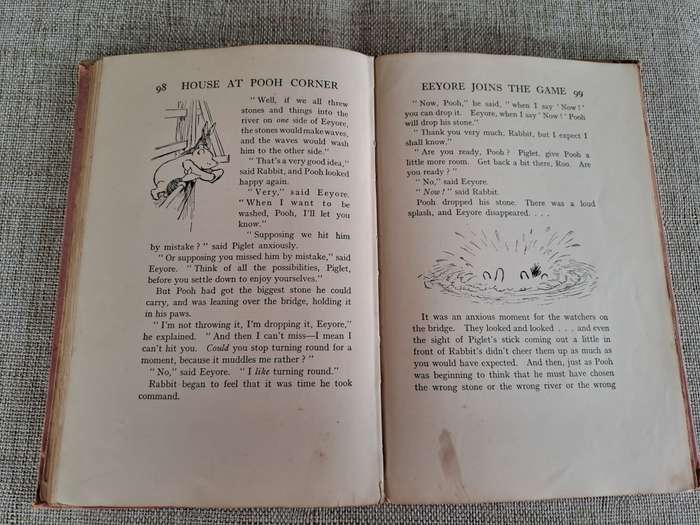 98 HOUSE AT POOH CORNER
"Well, if we all threw
stones and things into the
river on one side of Eeyore,
the stones would make waves,
and the waves would wash
him to the other side."
"That's a very good idea,"
said Rabbit, and Pooh looked
happy again.
"Very," said Eeyore.
"When I want to be
washed, Pooh, I'll let you
know."
"Supposing we hit him
by mistake?" said Piglet anxiously.
"Or supposing you missed him by mistake," said
Eeyore. "Think of all the possibilities, Piglet,
before you settle down to enjoy yourselves."
But Pooh had got the biggest stone he could
carry, and was leaning over the bridge, holding it
in his paws.
"I'm not throwing it, I'm dropping it, Eeyore,"
he explained. "And then I can't miss—I mean I
can't hit you. Could you stop turning round for a
moment, because it muddles me rather?"
"No," said Eeyore. "I like turning round."
Rabbit began to feel that it was time he took
command.
EEYORE JOINS THE GAME 99
"Now, Pooh," he said, "when I say 'Now!'
you can drop it. Eeyore, when I say 'Now!' Pooh
will drop his stone."
"Thank you very much, Rabbit, but I expect I
shall know."
"Are you ready, Pooh? Piglet, give Pooh a
little more room. Get back a bit there, Roo. Are
you ready?"
"No," said Eeyore.
"Now!" said Rabbit.
Pooh dropped his stone. There was a loud
splash, and Eeyore disappeared. . . .
It was an anxious moment for the watchers on
the bridge. They looked and looked . . . and even
the sight of Piglet's stick coming out a little in
front of Rabbit's didn't cheer them up as much as
you would have expected. And then, just as Pooh
was beginning to think that he must have chosen
the wrong stone or the wrong river or the wrong